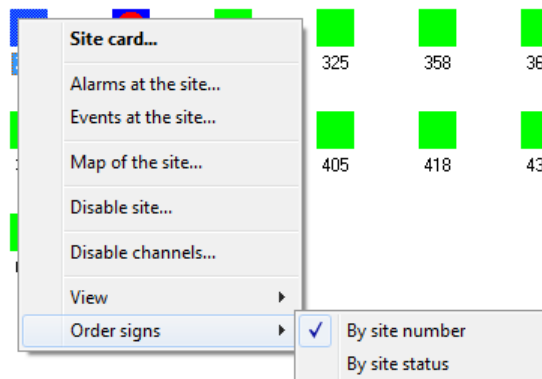 Site card...
325
358
Alarms at the site...
Events at the site...
Map of the site...
405
418
Disable site...
Disable channels...
View
Order signs
By site number
By site status